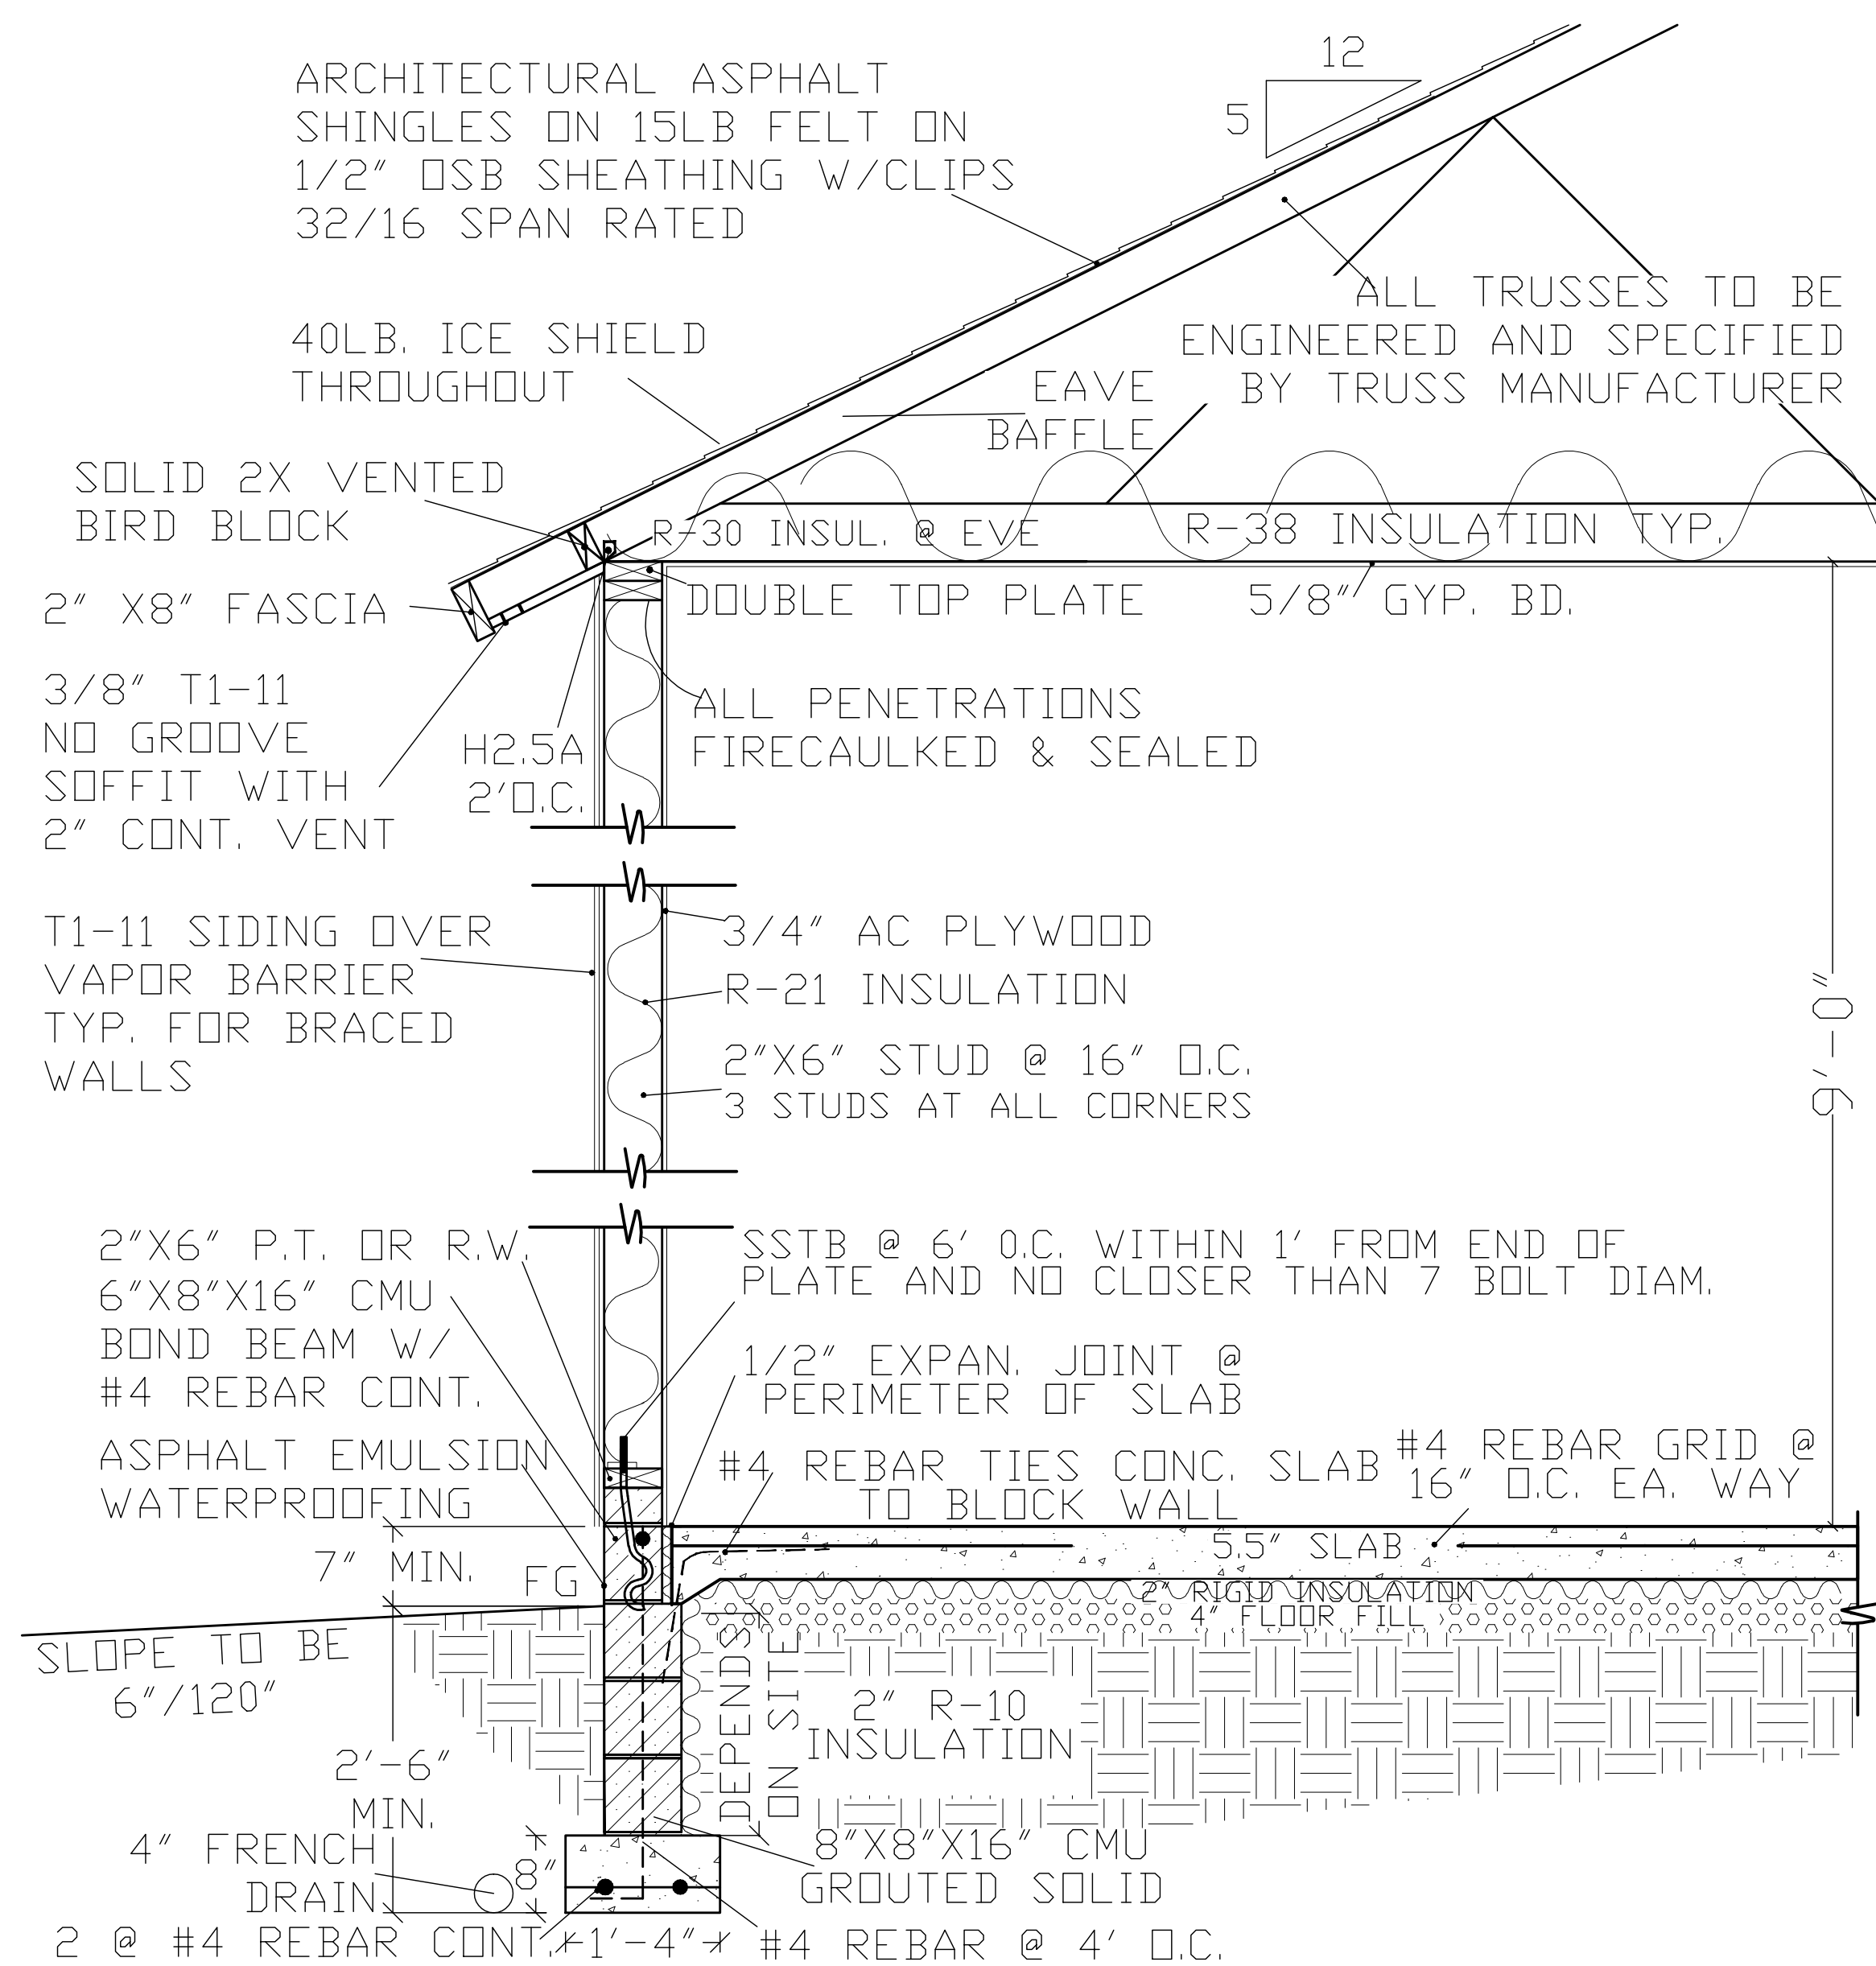 12
5
ARCHITECTURAL ASPHALT
SHINGLES ON 15LB FELT ON
1/2" OSB SHEATHING W/CLIPS
32/16 SPAN RATED
ALL TRUSSES TO BE
ENGINEERED AND SPECIFIED
BY TRUSS MANUFACTURER
40LB. ICE SHIELD
THROUGHOUT
EAVE
BAFFLE
SOLID 2X VENTED
BIRD BLOCK
R-30 INSUL. @ EVE
R-38 INSULATION TYP.
2" X8" FASCIA
DOUBLE TOP PLATE
5/8" GYP. BD.
3/8" T1-11
NO GROOVE
SOFFIT WITH
2" CONT. VENT
H2.5A
2'O.C.
ALL PENETRATIONS
FIRECAULKED & SEALED
T1-11 SIDING OVER
VAPOR BARRIER
TYP. FOR BRACED
WALLS
3/4" AC PLYWOOD
R-21 INSULATION
2"X6" STUD @ 16" O.C.
3 STUDS AT ALL CORNERS
9'-0"
2"X6" P.T. OR R.W.
6"X8"X16" CMU
BOND BEAM W/
#4 REBAR CONT.
ASPHALT EMULSION
WATERPROOFING
SSTB @ 6' O.C. WITHIN 1' FROM END OF
PLATE AND NO CLOSER THAN 7 BOLT DIAM.
1/2" EXPAN. JOINT @
PERIMETER OF SLAB
#4 REBAR TIES CONC. SLAB
TO BLOCK WALL
#4 REBAR GRID @
16" O.C. EA. WAY
7" MIN.
FG
5.5" SLAB
2" RIGID INSULATION
4" FLOOR FILL
SLOPE TO BE
6"/120"
DEPENDS
ON SITE
2" R-10
INSULATION
2'-6"
MIN.
4" FRENCH
DRAIN
8"
8"X8"X16" CMU
GROUTED SOLID
2 @ #4 REBAR CONT.
1'-4"
#4 REBAR @ 4' O.C.